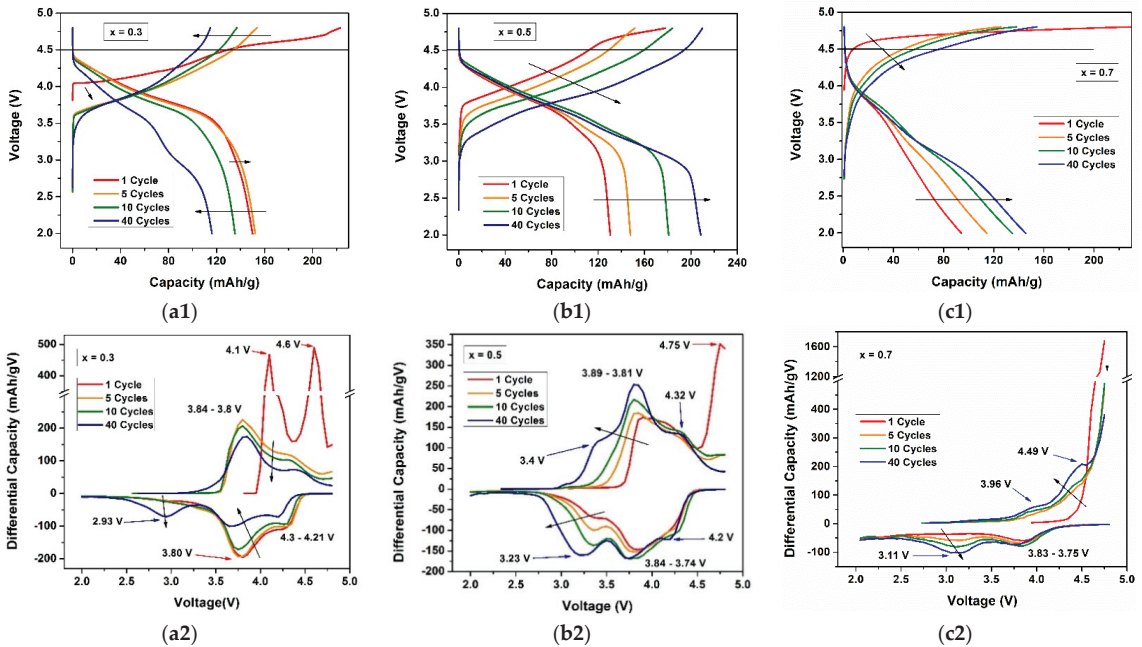 x = 0.3
5.0
4.5
4.0
3.5
3.0
2.5
2.0
Voltage (V)
1 Cycle
5 Cycles
10 Cycles
40 Cycles
0 40 80 120 160 200
Capacity (mAh/g)
(a1)
x = 0.5
5.0
4.5
4.0
3.5
3.0
2.5
2.0
Voltage (V)
1 Cycle
5 Cycles
10 Cycles
40 Cycles
0 30 60 90 120 150 180 210 240
Capacity (mAh/g)
(b1)
5.0
4.5
4.0
3.5
3.0
2.5
2.0
Voltage (V)
x = 0.7
1 Cycle
5 Cycles
10 Cycles
40 Cycles
0 40 80 120 160 200
Capacity (mAh/g)
(c1)
x = 0.3
500
400
300
200
100
0
-100
-200
Differential Capacity (mAh/gV)
4.1 V
4.6 V
1 Cycle
5 Cycles
10 Cycles
40 Cycles
3.84 - 3.8 V
2.93 V
3.80 V
4.3 - 4.21 V
2.0 2.5 3.0 3.5 4.0 4.5 5.0
Voltage(V)
(a2)
x = 0.5
350
300
250
200
150
100
50
0
-50
-100
-150
-200
Differential Capacity (mAh/gV)
4.75 V
1 Cycle
5 Cycles
10 Cycles
40 Cycles
3.89 - 3.81 V
4.32 V
3.4 V
3.23 V
4.2 V
3.84 - 3.74 V
2.0 2.5 3.0 3.5 4.0 4.5 5.0
Voltage(V)
(b2)
x = 0.7
1600
1200
400
300
200
100
0
-100
Differential Capacity (mAh/gV)
1 Cycle
5 Cycles
10 Cycles
40 Cycles
4.49 V
3.96 V
3.11 V
3.83 - 3.75 V
2.0 2.5 3.0 3.5 4.0 4.5 5.0
Voltage (V)
(c2)